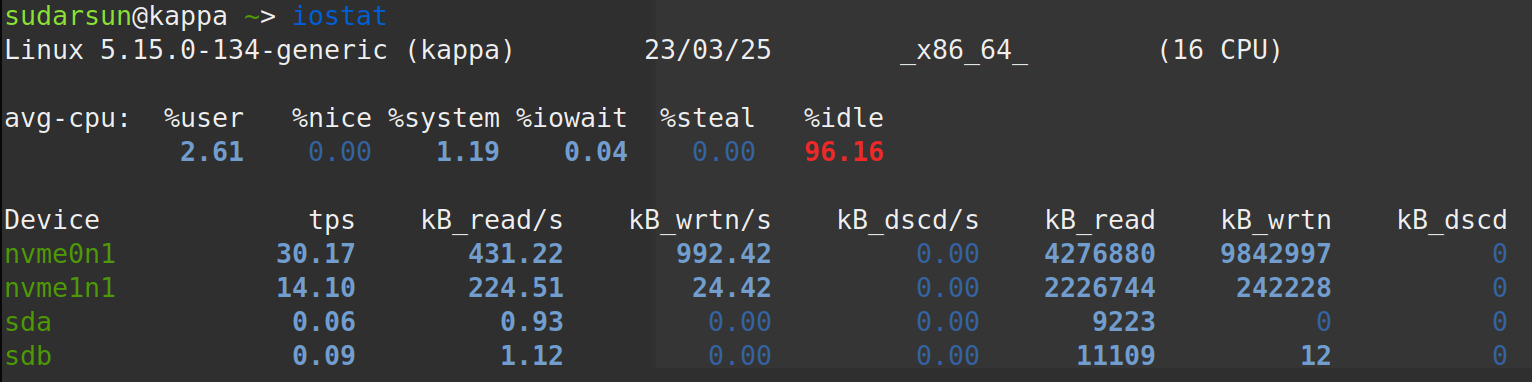 sudarsun@kappa ~> iostat
Linux 5.15.0-134-generic (kappa)        23/03/25        _x86_64_        (16 CPU)
avg-cpu:  %user   %nice %system %iowait  %steal   %idle
           2.61    0.00    1.19    0.04    0.00   96.16
Device             tps    kB_read/s    kB_wrtn/s    kB_dscd/s    kB_read    kB_wrtn    kB_dscd
nvme0n1          30.17       431.22       992.42         0.00    4276880    9842997          0
nvme1n1          14.10       224.51        24.42         0.00    2226744     242228          0
sda               0.06         0.93         0.00         0.00       9223          0          0
sdb               0.09         1.12         0.00         0.00      11109         12          0